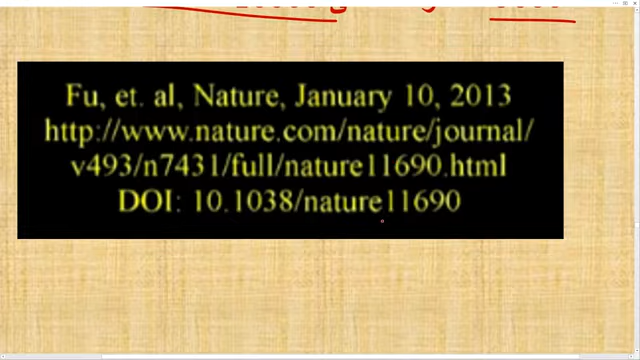 Fu, et. al, Nature, January 10, 2013
http://www.nature.com/nature/journal/
v493/n7431/full/nature11690.html
DOI: 10.1038/nature11690